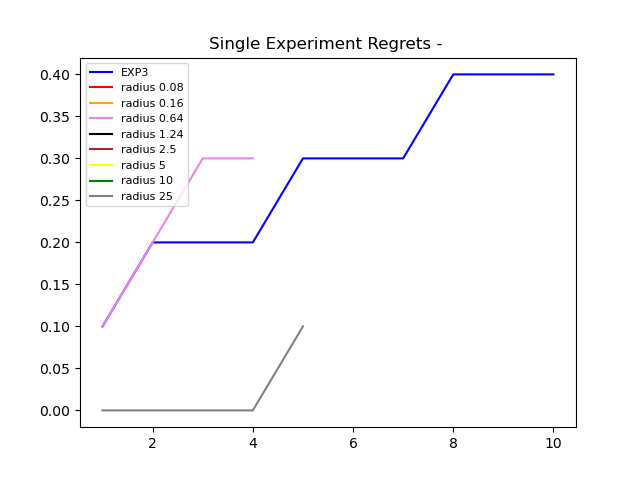 Single Experiment Regrets -
EXP3
radius 0.08
radius 0.16
radius 0.64
radius 1.24
radius 2.5
radius 5
radius 10
radius 25
0.40
0.35
0.30
0.25
0.20
0.15
0.10
0.05
0.00
2 4 6 8 10